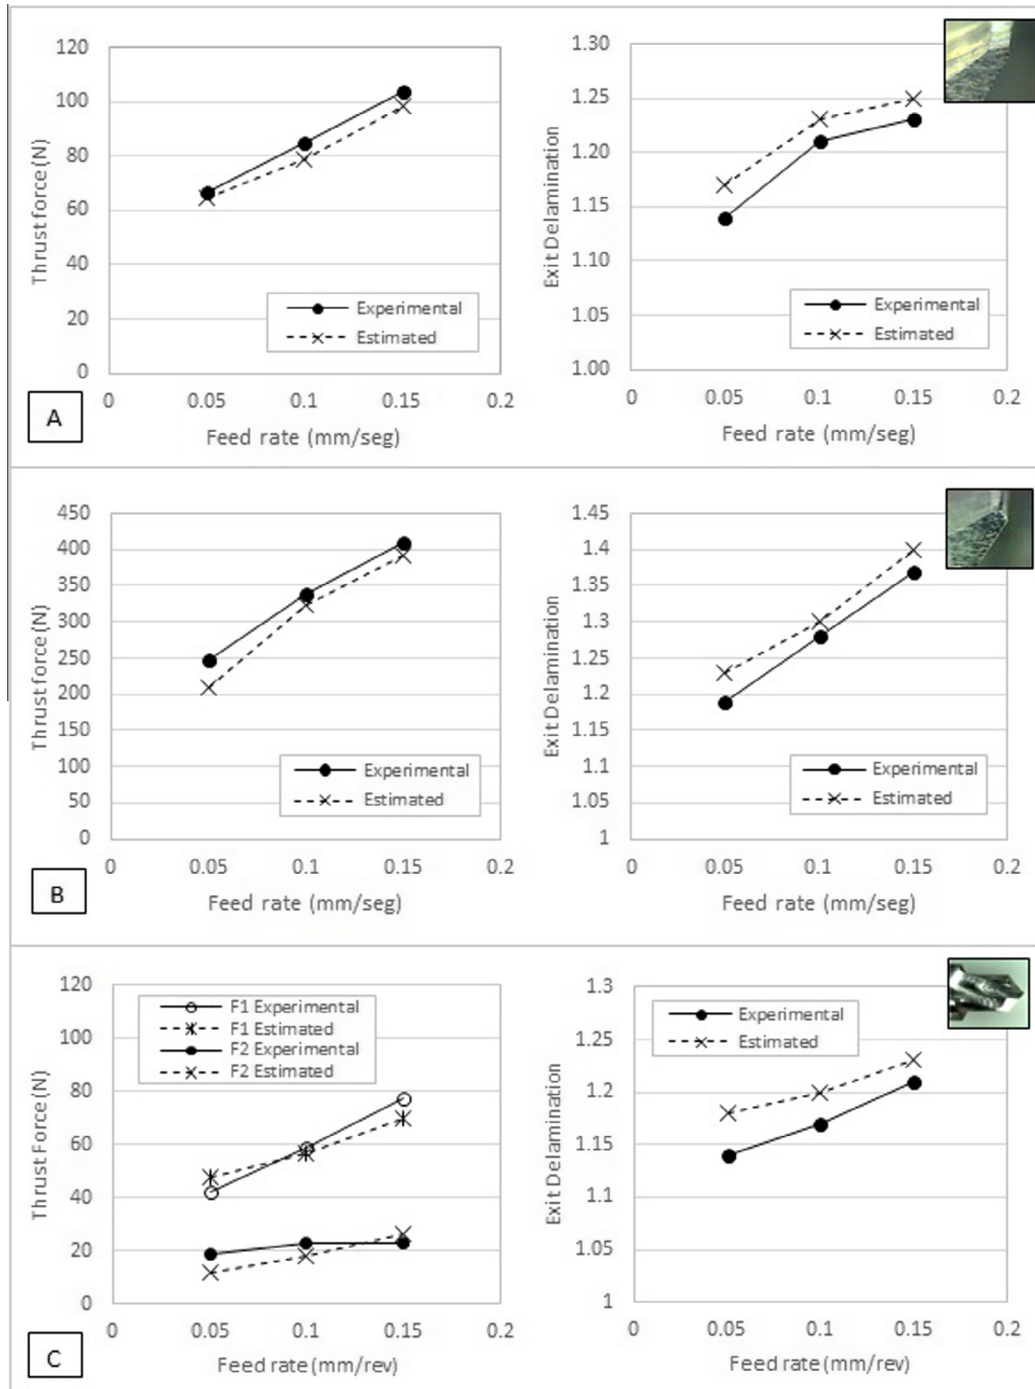 120
100
80
60
40
20
0
Thrust force (N)
0
0.05
0.1
0.15
0.2
Feed rate (mm/seg)
Experimental
Estimated
A
1.30
1.25
1.20
1.15
1.10
1.05
1.00
Exit Delamination
0
0.05
0.1
0.15
0.2
Feed rate (mm/seg)
Experimental
Estimated
450
400
350
300
250
200
150
100
50
0
Thrust force (N)
0
0.05
0.1
0.15
0.2
Feed rate (mm/seg)
Experimental
Estimated
B
1.45
1.4
1.35
1.3
1.25
1.2
1.15
1.1
1.05
1
Exit Delamination
0
0.05
0.1
0.15
0.2
Feed rate (mm/seg)
Experimental
Estimated
120
100
80
60
40
20
0
Thrust Force (N)
0
0.05
0.1
0.15
0.2
Feed rate (mm/rev)
F1 Experimental
F1 Estimated
F2 Experimental
F2 Estimated
C
1.3
1.25
1.2
1.15
1.1
1.05
1
Exit Delamination
0
0.05
0.1
0.15
0.2
Feed rate (mm/rev)
Experimental
Estimated